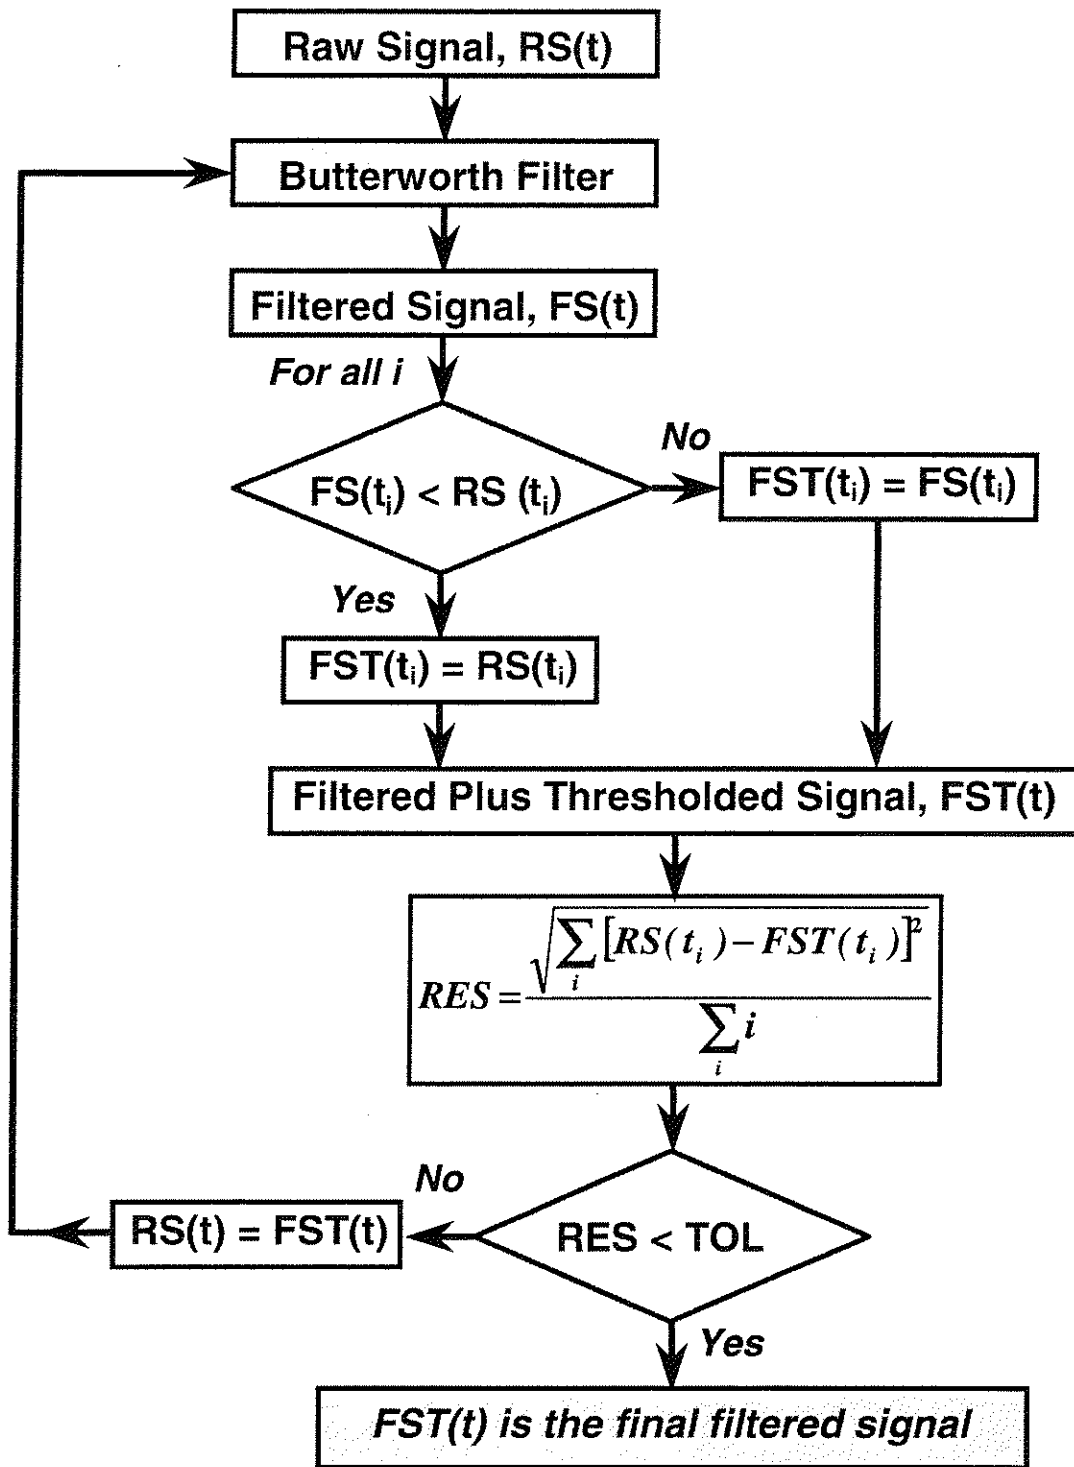 Raw Signal, RS(t)
Butterworth Filter
Filtered Signal, FS(t)
For all i
FS(tᵢ) < RS (tᵢ)
No
FST(tᵢ) = FS(tᵢ)
Yes
FST(tᵢ) = RS(tᵢ)
Filtered Plus Thresholded Signal, FST(t)
RES = √(∑ᵢ [RS(tᵢ) – FST(tᵢ)]²) / ∑ᵢ i
RES < TOL
No
RS(t) = FST(t)
Yes
FST(t) is the final filtered signal